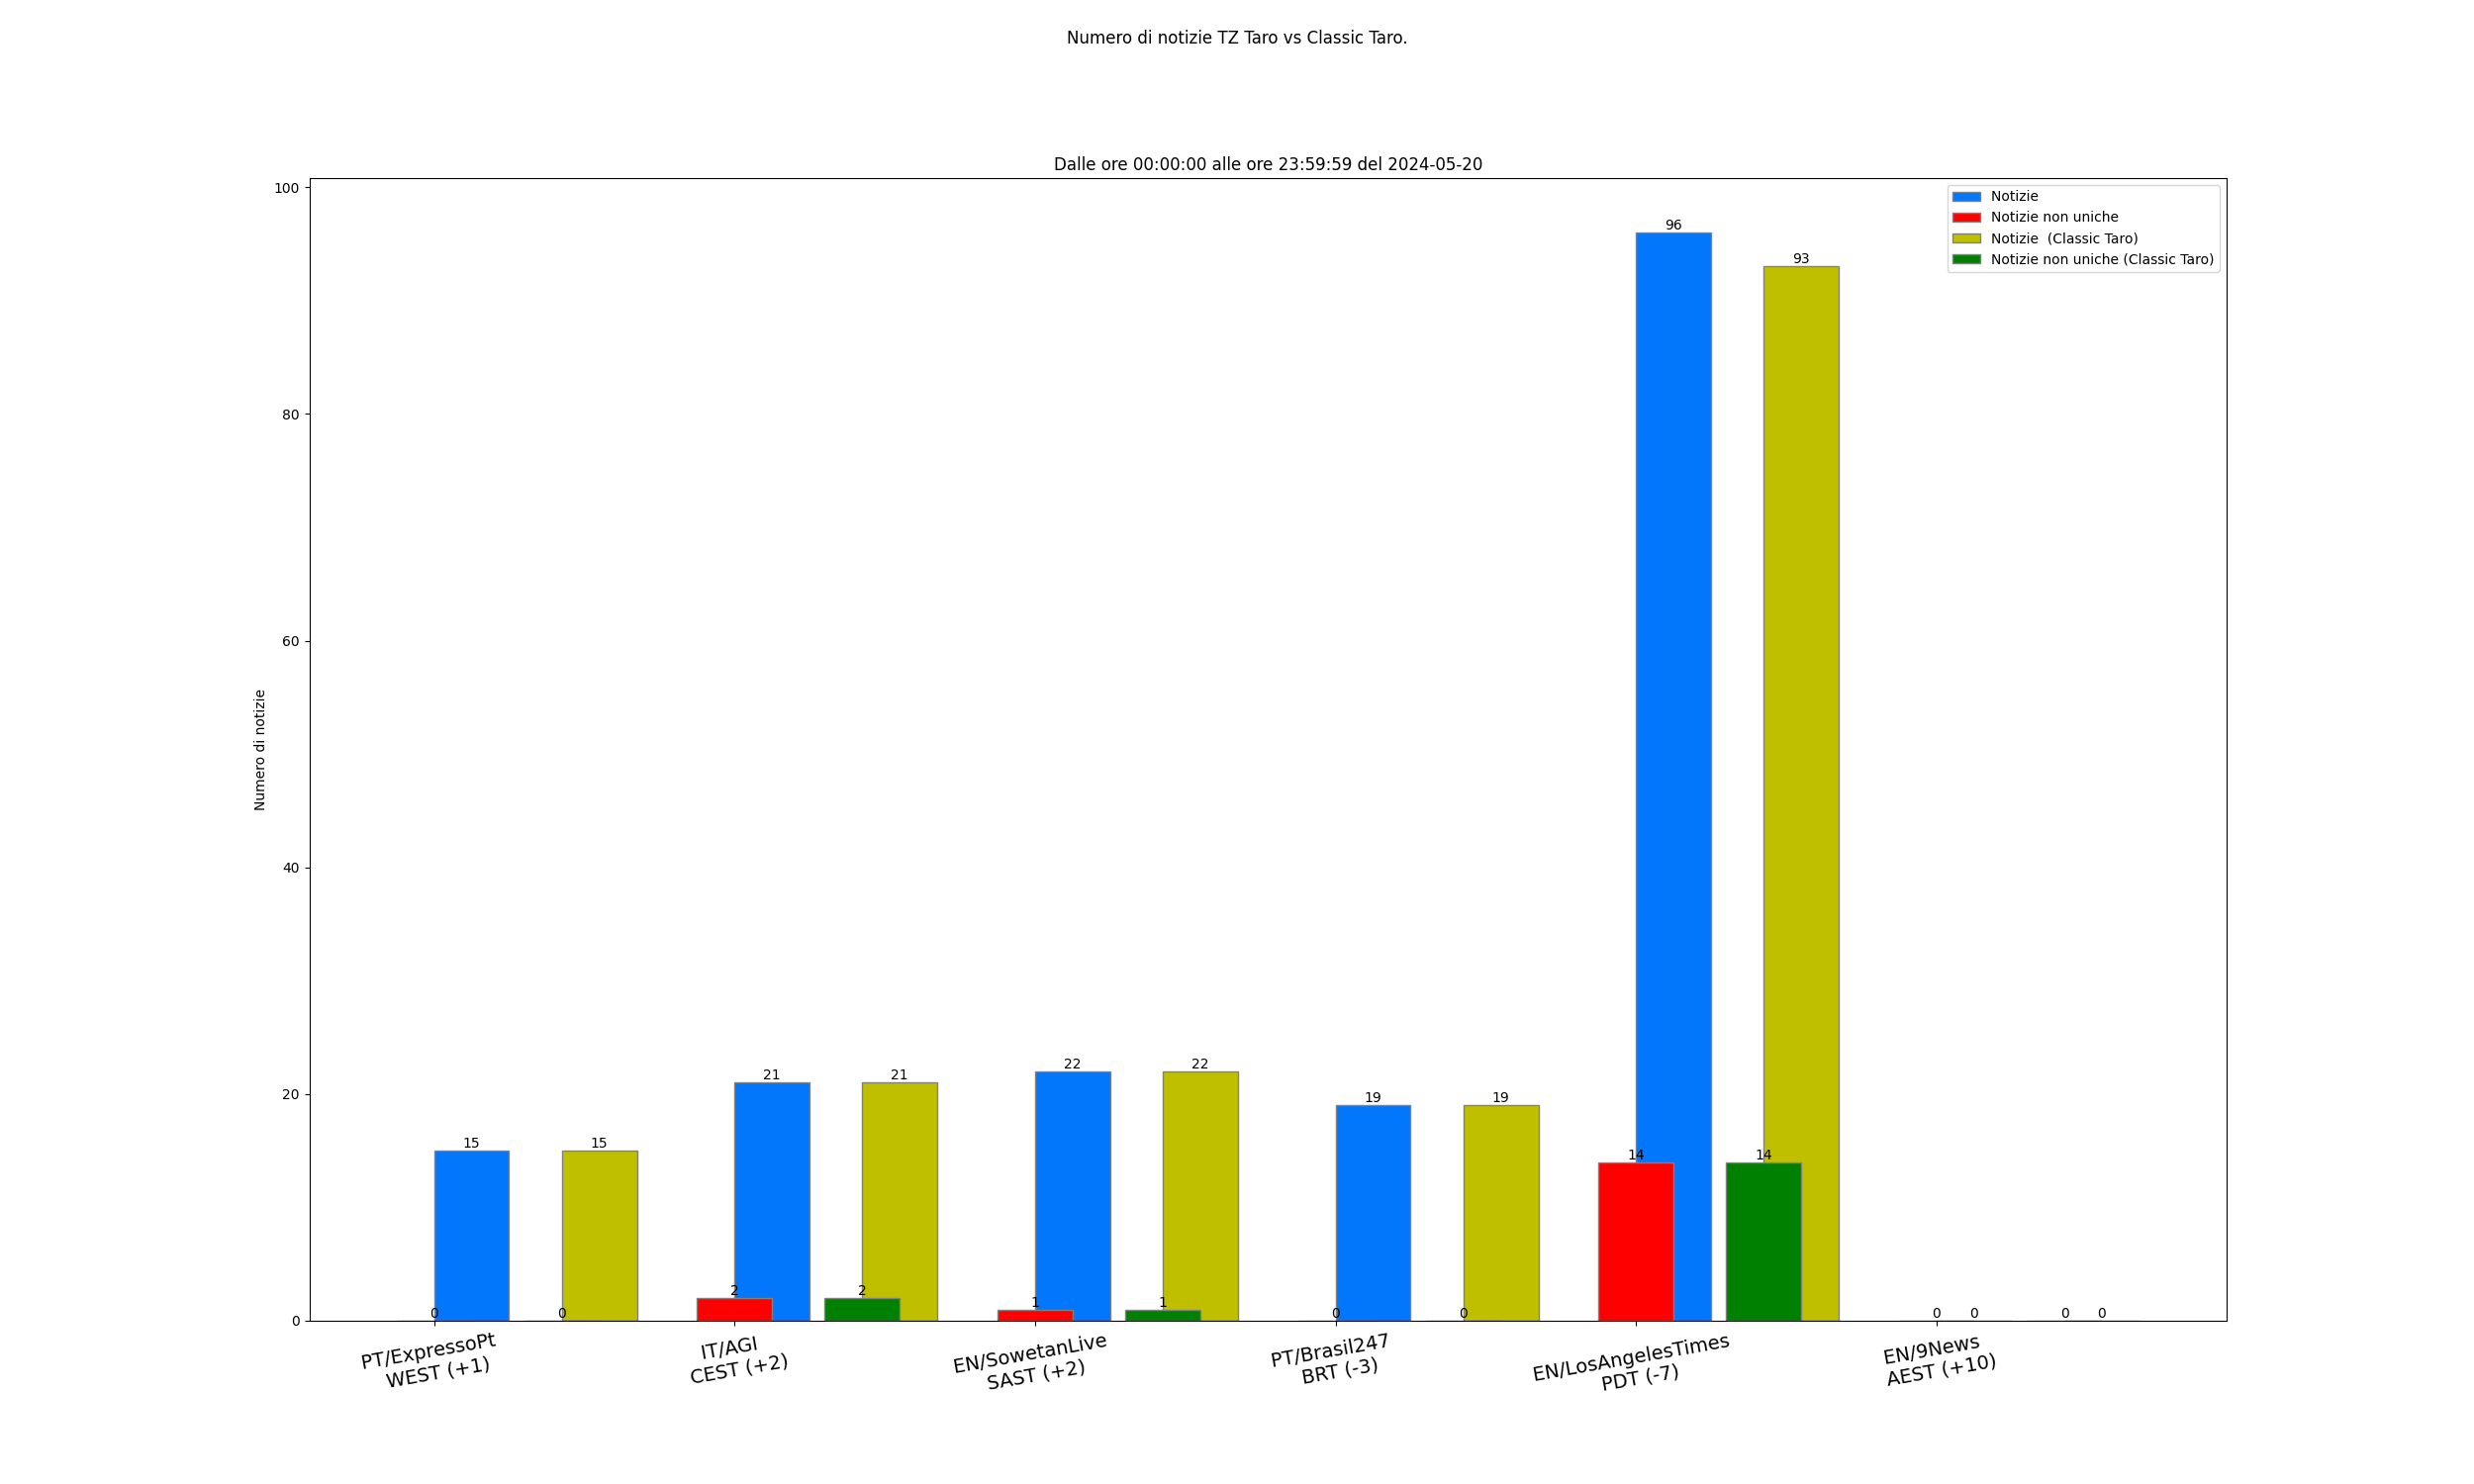 Numero di notizie TZ Taro vs Classic Taro.
Dalle ore 00:00:00 alle ore 23:59:59 del 2024-05-20
Notizie
Notizie non uniche
Notizie  (Classic Taro)
Notizie non uniche (Classic Taro)
Numero di notizie
100
80
60
40
20
0
0
15
0
15
2
21
2
21
1
22
1
22
0
19
0
19
14
96
14
93
0
0
0
0
PT/ExpressoPt
WEST (+1)
IT/AGI
CEST (+2)
EN/SowetanLive
SAST (+2)
PT/Brasil247
BRT (-3)
EN/LosAngelesTimes
PDT (-7)
EN/9News
AEST (+10)